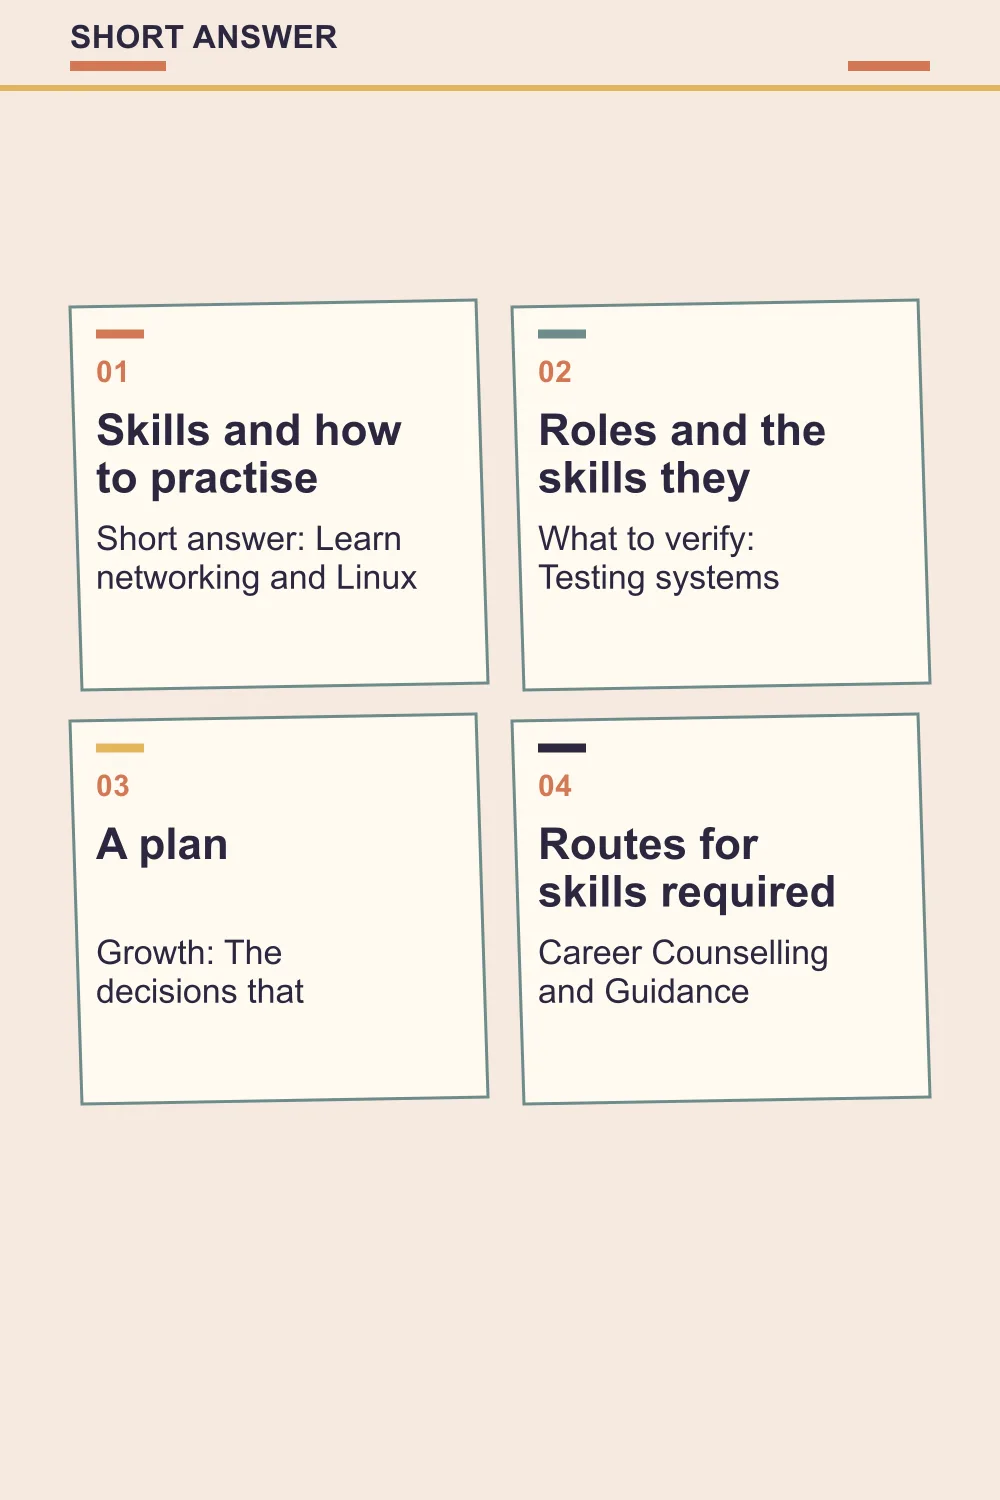 SHORT ANSWER
01
Skills and how
to practise
Short answer: Learn
networking and Linux
02
Roles and the
skills they
What to verify:
Testing systems
03
A plan
Growth: The
decisions that
04
Routes for
skills required
Career Counselling
and Guidance